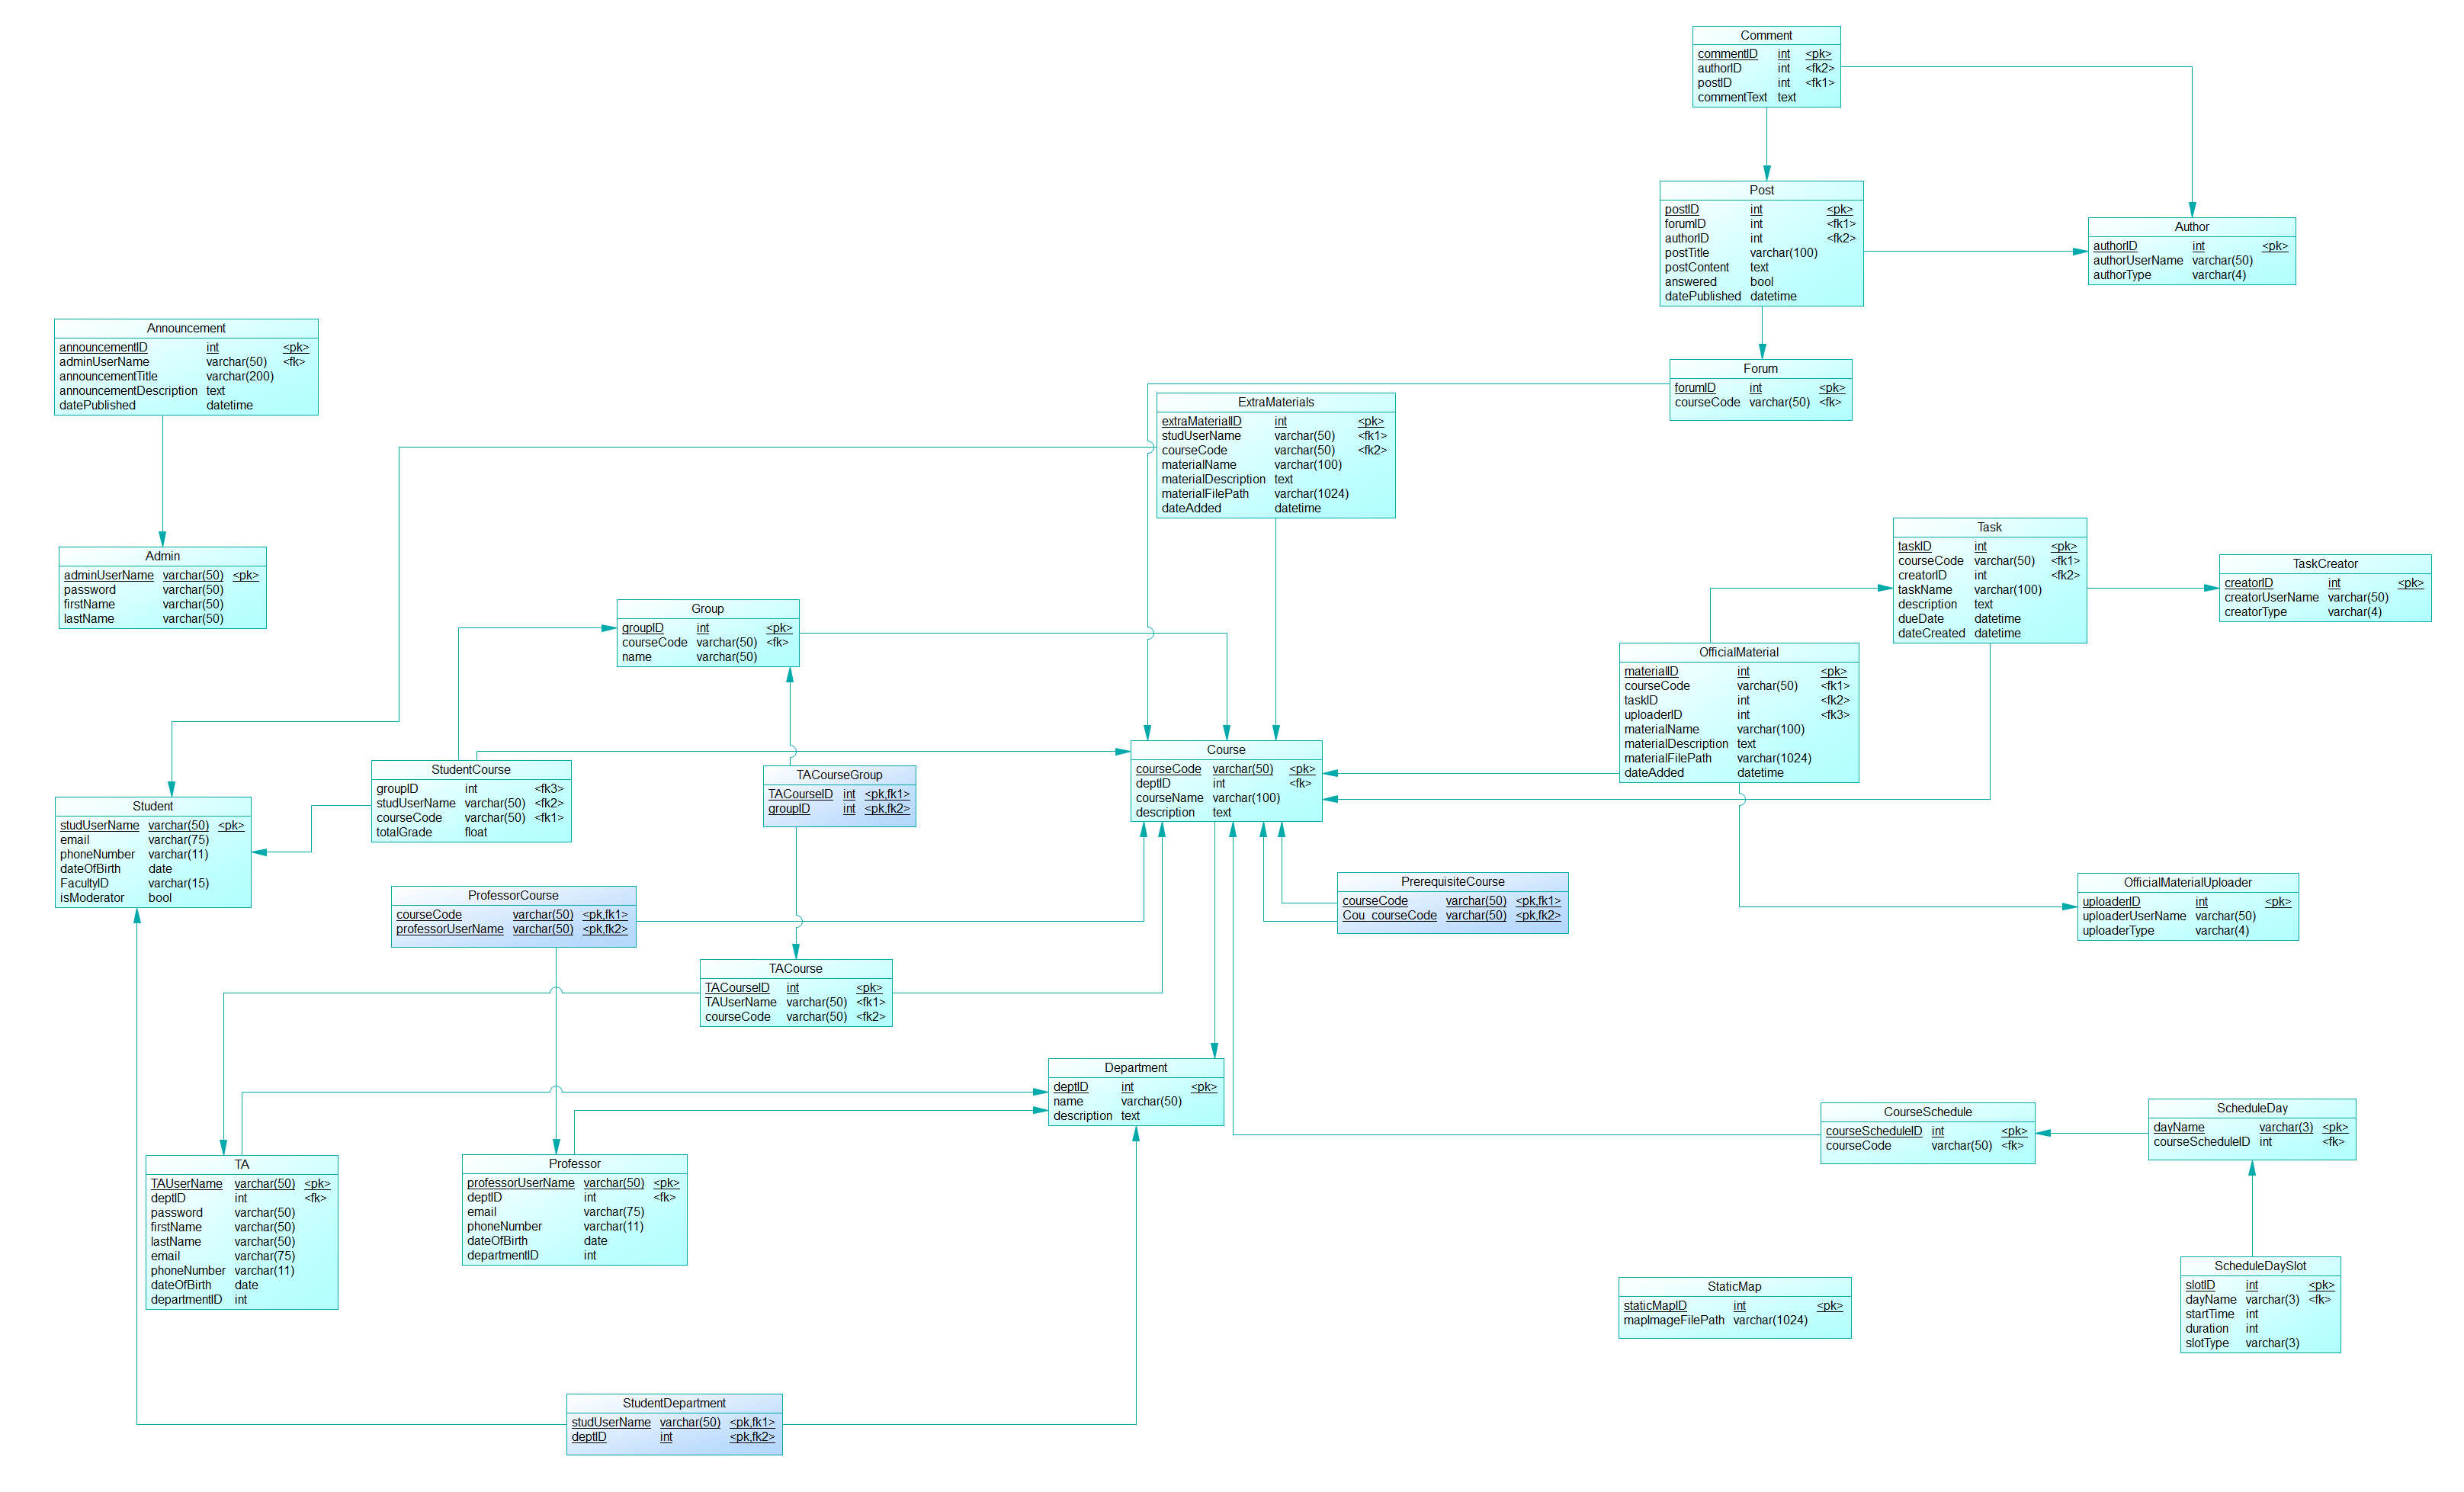 Comment
commentID int <pk>
authorID int <fk2>
postID int <fk1>
commentText text
Post
postID int <pk>
forumID int <fk1>
authorID int <fk2>
postTitle varchar(100)
postContent text
answered bool
datePublished datetime
Author
authorID int <pk>
authorUserName varchar(50)
authorType varchar(4)
Announcement
announcementID int <pk>
adminUserName varchar(50) <fk>
announcementTitle varchar(200)
announcementDescription text
datePublished datetime
Forum
forumID int <pk>
courseCode varchar(50) <fk>
ExtraMaterials
extraMaterialID int <pk>
studUserName varchar(50) <fk1>
courseCode varchar(50) <fk2>
materialName varchar(100)
materialDescription text
materialFilePath varchar(1024)
dateAdded datetime
Admin
adminUserName varchar(50) <pk>
password varchar(50)
firstName varchar(50)
lastName varchar(50)
Task
taskID int <pk>
courseCode varchar(50) <fk1>
creatorID int <fk2>
taskName varchar(100)
description text
dueDate datetime
dateCreated datetime
TaskCreator
creatorID int <pk>
creatorUserName varchar(50)
creatorType varchar(4)
Group
groupID int <pk>
courseCode varchar(50) <fk>
name varchar(50)
OfficialMaterial
materialID int <pk>
courseCode varchar(50) <fk1>
taskID int <fk2>
uploaderID int <fk3>
materialName varchar(100)
materialDescription text
materialFilePath varchar(1024)
dateAdded datetime
Course
courseCode varchar(50) <pk>
deptID int <fk>
courseName varchar(100)
description text
StudentCourse
groupID int <fk3>
studUserName varchar(50) <fk2>
courseCode varchar(50) <fk1>
totalGrade float
TACourseGroup
TACourseID int <pk,fk1>
groupID int <pk,fk2>
Student
studUserName varchar(50) <pk>
email varchar(75)
phoneNumber varchar(11)
dateOfBirth date
FacultyID varchar(15)
isModerator bool
ProfessorCourse
courseCode varchar(50) <pk,fk1>
professorUserName varchar(50) <pk,fk2>
PrerequisiteCourse
courseCode varchar(50) <pk,fk1>
Cou_courseCode varchar(50) <pk,fk2>
OfficialMaterialUploader
uploaderID int <pk>
uploaderUserName varchar(50)
uploaderType varchar(4)
TACourse
TACourseID int <pk>
TAUserName varchar(50) <fk1>
courseCode varchar(50) <fk2>
Department
deptID int <pk>
name varchar(50)
description text
CourseSchedule
courseScheduleID int <pk>
courseCode varchar(50) <fk>
ScheduleDay
dayName varchar(3) <pk>
courseScheduleID int <fk>
TA
TAUserName varchar(50) <pk>
deptID int <fk>
password varchar(50)
firstName varchar(50)
lastName varchar(50)
email varchar(75)
phoneNumber varchar(11)
dateOfBirth date
departmentID int
Professor
professorUserName varchar(50) <pk>
deptID int <fk>
email varchar(75)
phoneNumber varchar(11)
dateOfBirth date
departmentID int
ScheduleDaySlot
slotID int <pk>
dayName varchar(3) <fk>
startTime int
duration int
slotType varchar(3)
StaticMap
staticMapID int <pk>
mapImageFilePath varchar(1024)
StudentDepartment
studUserName varchar(50) <pk,fk1>
deptID int <pk,fk2>